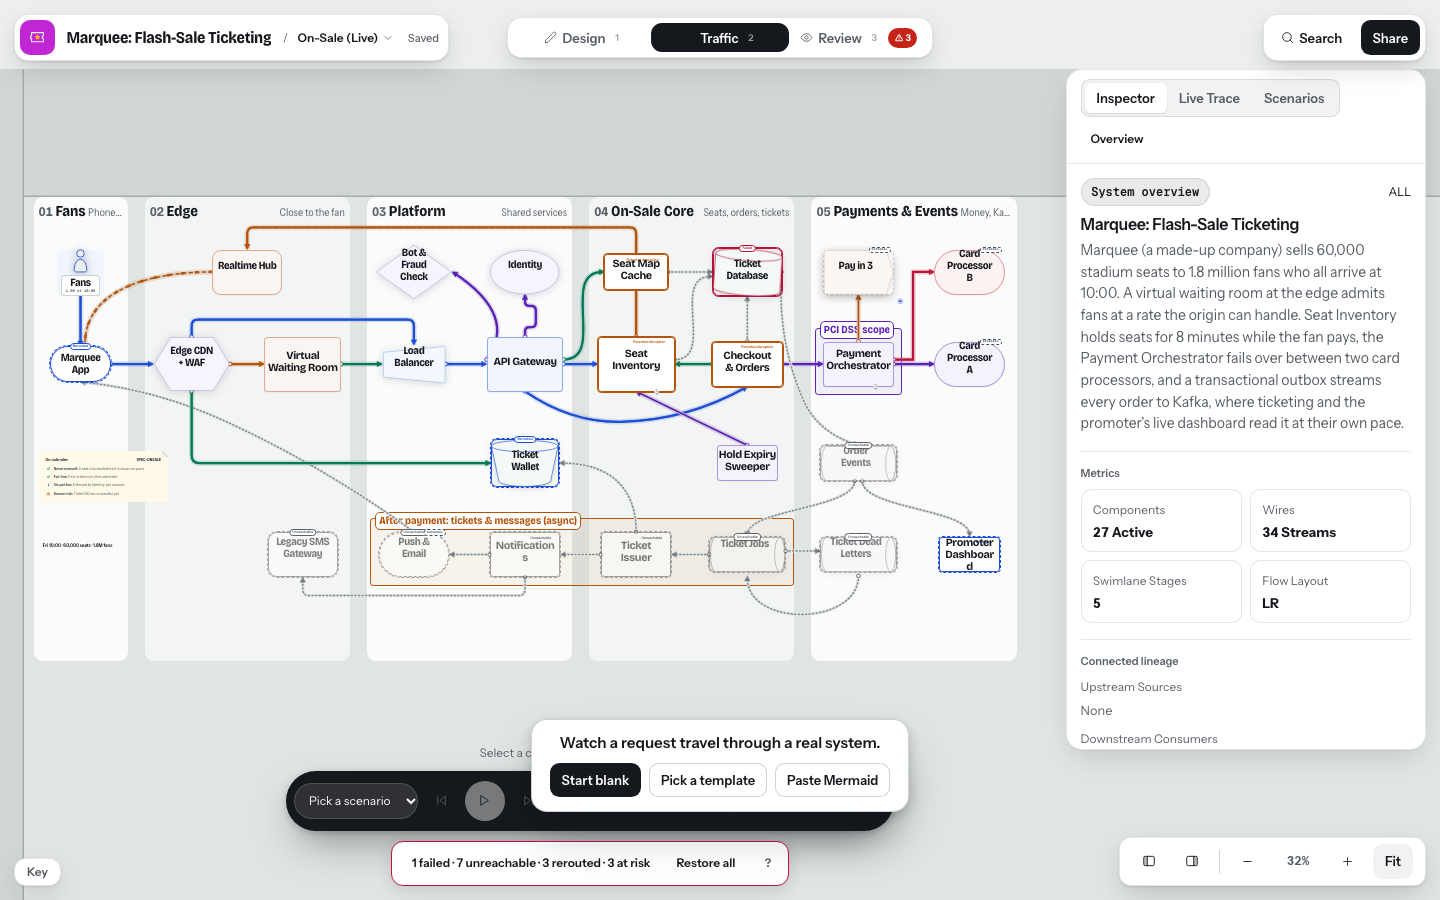 Marquee: Flash-Sale Ticketing / On-Sale (Live) Saved
Design 1
Traffic 2
Review 3
3
Search
Share
Inspector
Live Trace
Scenarios
Overview
System overview
ALL
Marquee: Flash-Sale Ticketing
Marquee (a made-up company) sells 60,000
stadium seats to 1.8 million fans who all arrive at
10:00. A virtual waiting room at the edge admits
fans at a rate the origin can handle. Seat Inventory
holds seats for 8 minutes while the fan pays, the
Payment Orchestrator fails over between two card
processors, and a transactional outbox streams
every order to Kafka, where ticketing and the
promoter's live dashboard read it at their own pace.
Metrics
Components
27 Active
Wires
34 Streams
Swimlane Stages
5
Flow Layout
LR
Connected lineage
Upstream Sources
None
Downstream Consumers
01 Fans Phone...
02 Edge Close to the fan
03 Platform Shared services
04 On-Sale Core Seats, orders, tickets
05 Payments & Events Money, Ka...
Fans
Realtime Hub
Bot &
Fraud
Check
Identity
Seat Map
Cache
Ticket
Database
Pay in 3
Card
Processor
B
PCI DSS scope
Marquee
App
Edge CDN
+ WAF
Virtual
Waiting Room
Load
Balancer
API Gateway
Seat
Inventory
Checkout
& Orders
Payment
Orchestrator
Card
Processor
A
Ticket
Wallet
Hold Expiry
Sweeper
Order
Events
After payment: tickets & messages (async)
Legacy SMS
Gateway
Push &
Email
Notification
s
Ticket
Issuer
Ticket Jobs
Ticket Dead
Letters
Promoter
Dashboar
d
Fri 10:00 · 60,000 seats · 1.8M fans
Select a c
Watch a request travel through a real system.
Start blank
Pick a template
Paste Mermaid
Pick a scenario
1 failed · 7 unreachable · 3 rerouted · 3 at risk
Restore all
?
Key
32%
Fit